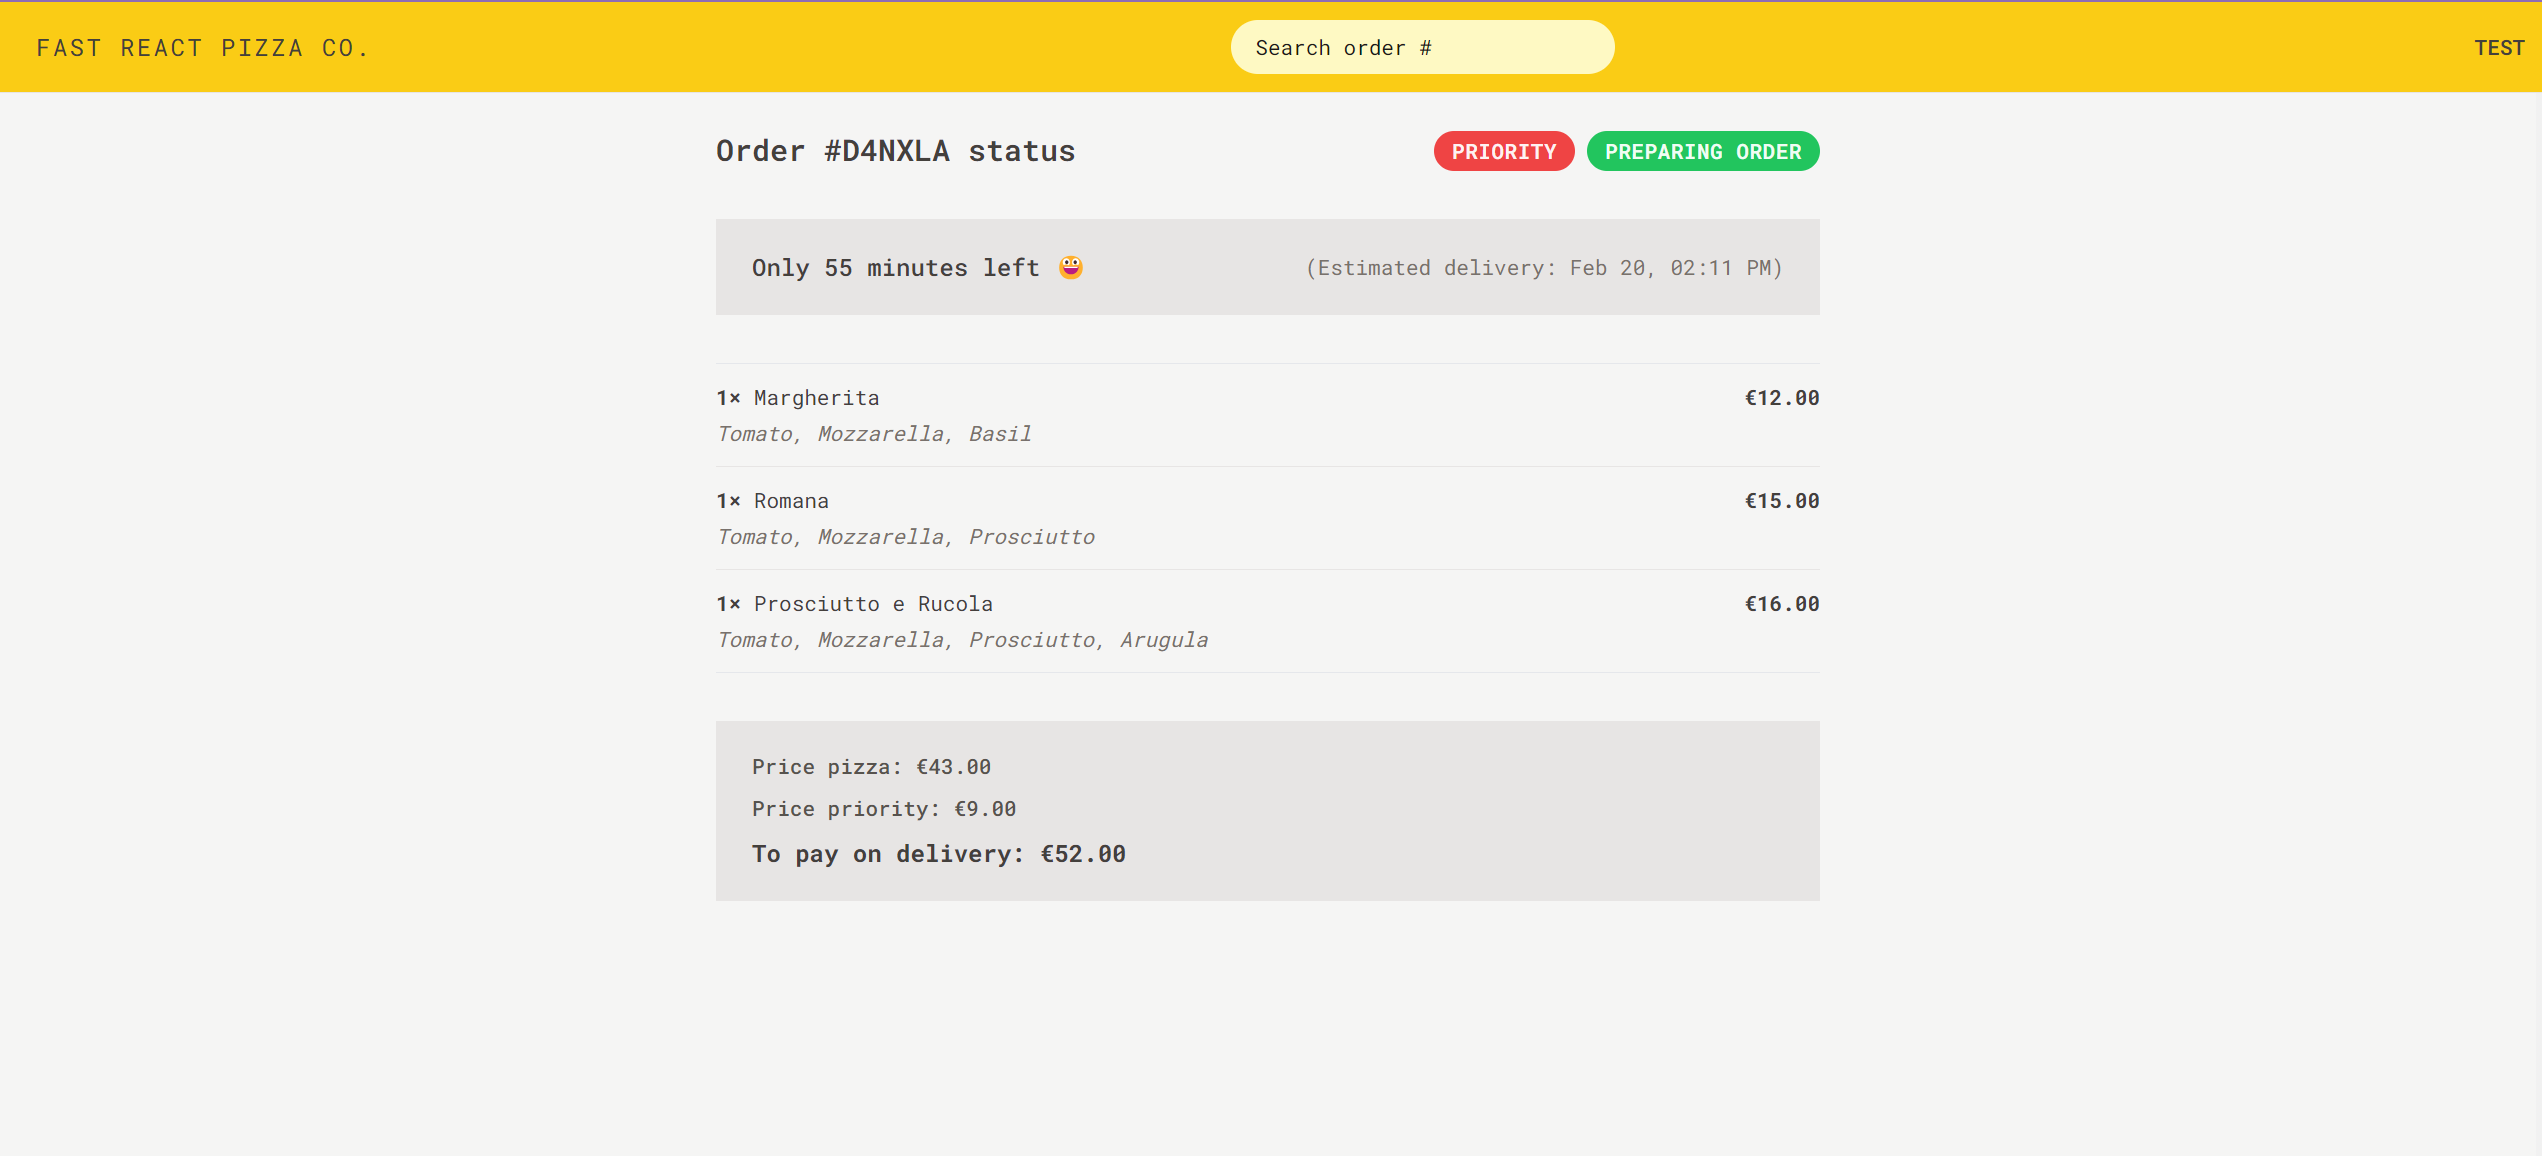 FAST REACT PIZZA CO.
Search order #
TEST
Order #D4NXLA status
PRIORITY
PREPARING ORDER
Only 55 minutes left 😀
(Estimated delivery: Feb 20, 02:11 PM)
1× Margherita
€12.00
Tomato, Mozzarella, Basil
1× Romana
€15.00
Tomato, Mozzarella, Prosciutto
1× Prosciutto e Rucola
€16.00
Tomato, Mozzarella, Prosciutto, Arugula
Price pizza: €43.00
Price priority: €9.00
To pay on delivery: €52.00